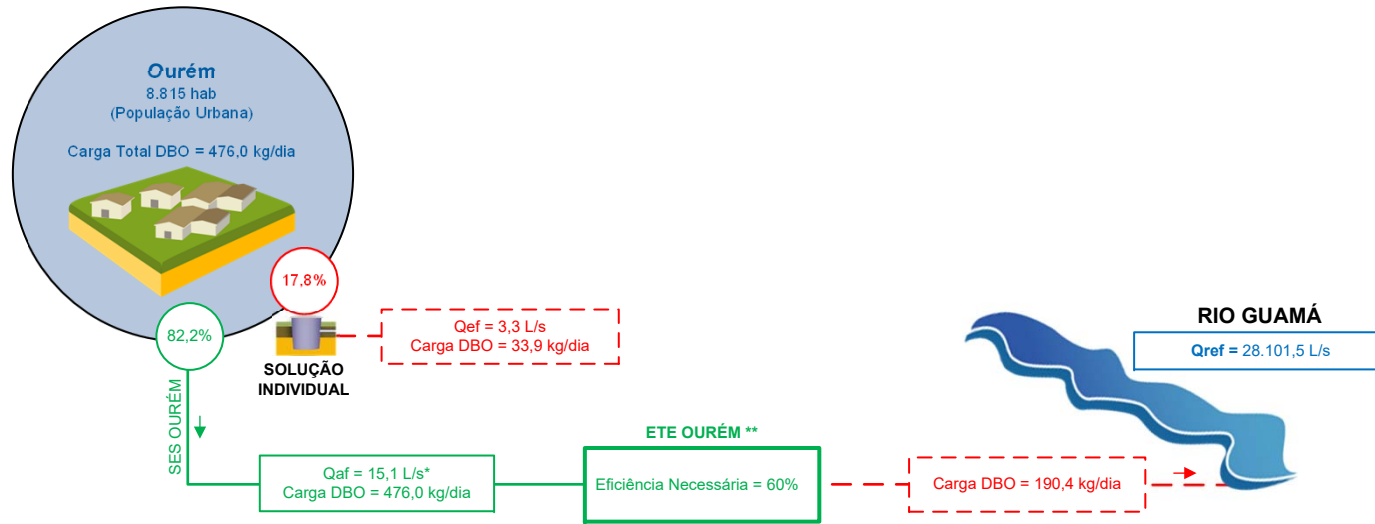 Ourém
8.815 hab
(População Urbana)
Carga Total DBO = 476,0 kg/dia
17,8%
82,2%
SOLUÇÃO
INDIVIDUAL
Qef = 3,3 L/s
Carga DBO = 33,9 kg/dia
SES OURÉM
Qaf = 15,1 L/s*
Carga DBO = 476,0 kg/dia
ETE OURÉM **
Eficiência Necessária = 60%
Carga DBO = 190,4 kg/dia
RIO GUAMÁ
Qref = 28.101,5 L/s